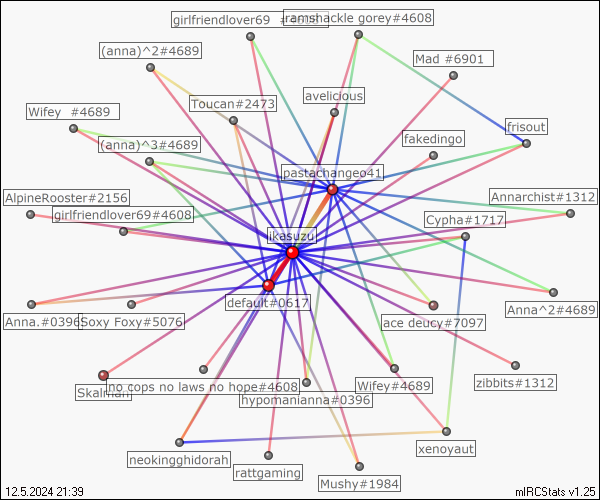 girlfriendlover69 #4608
ramshackle gorey#4608
(anna)^2#4689
Mad #6901
Toucan#2473
avelicious
Wifey  #4689
frisout
(anna)^3#4689
fakedingo
pastachangeo41
AlpineRooster#2156
Annarchist#1312
girlfriendlover69#4608
Cypha#1717
ikasuzu
default#0617
Anna^2#4689
Anna.#0396
Soxy Foxy#5076
ace deucy#7097
Skallman
no cops no laws no hope#4608
Wifey#4689
zibbits#1312
hypomanianna#0396
xenoyaut
neokingghidorah
rattgaming
Mushy#1984
12.5.2024 21:39
mIRCStats v1.25